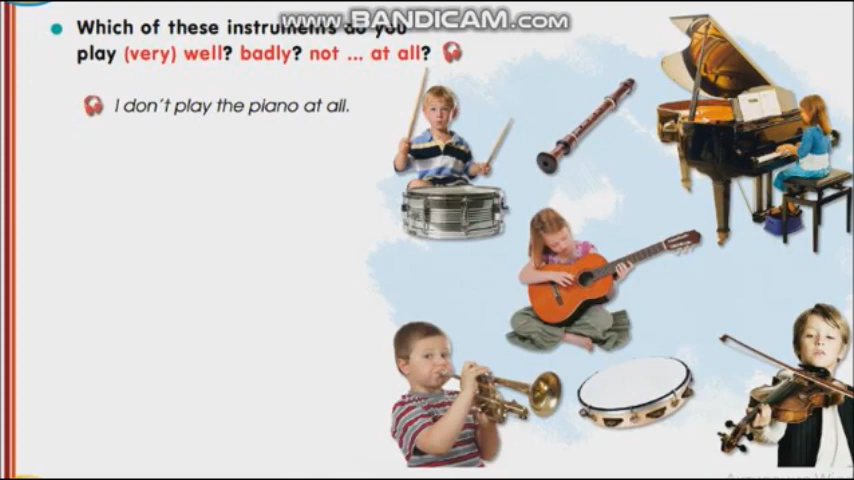 www.BANDICAM.com
Which of these instruments do you
play (very) well? badly? not ... at all?
I don't play the piano at all.